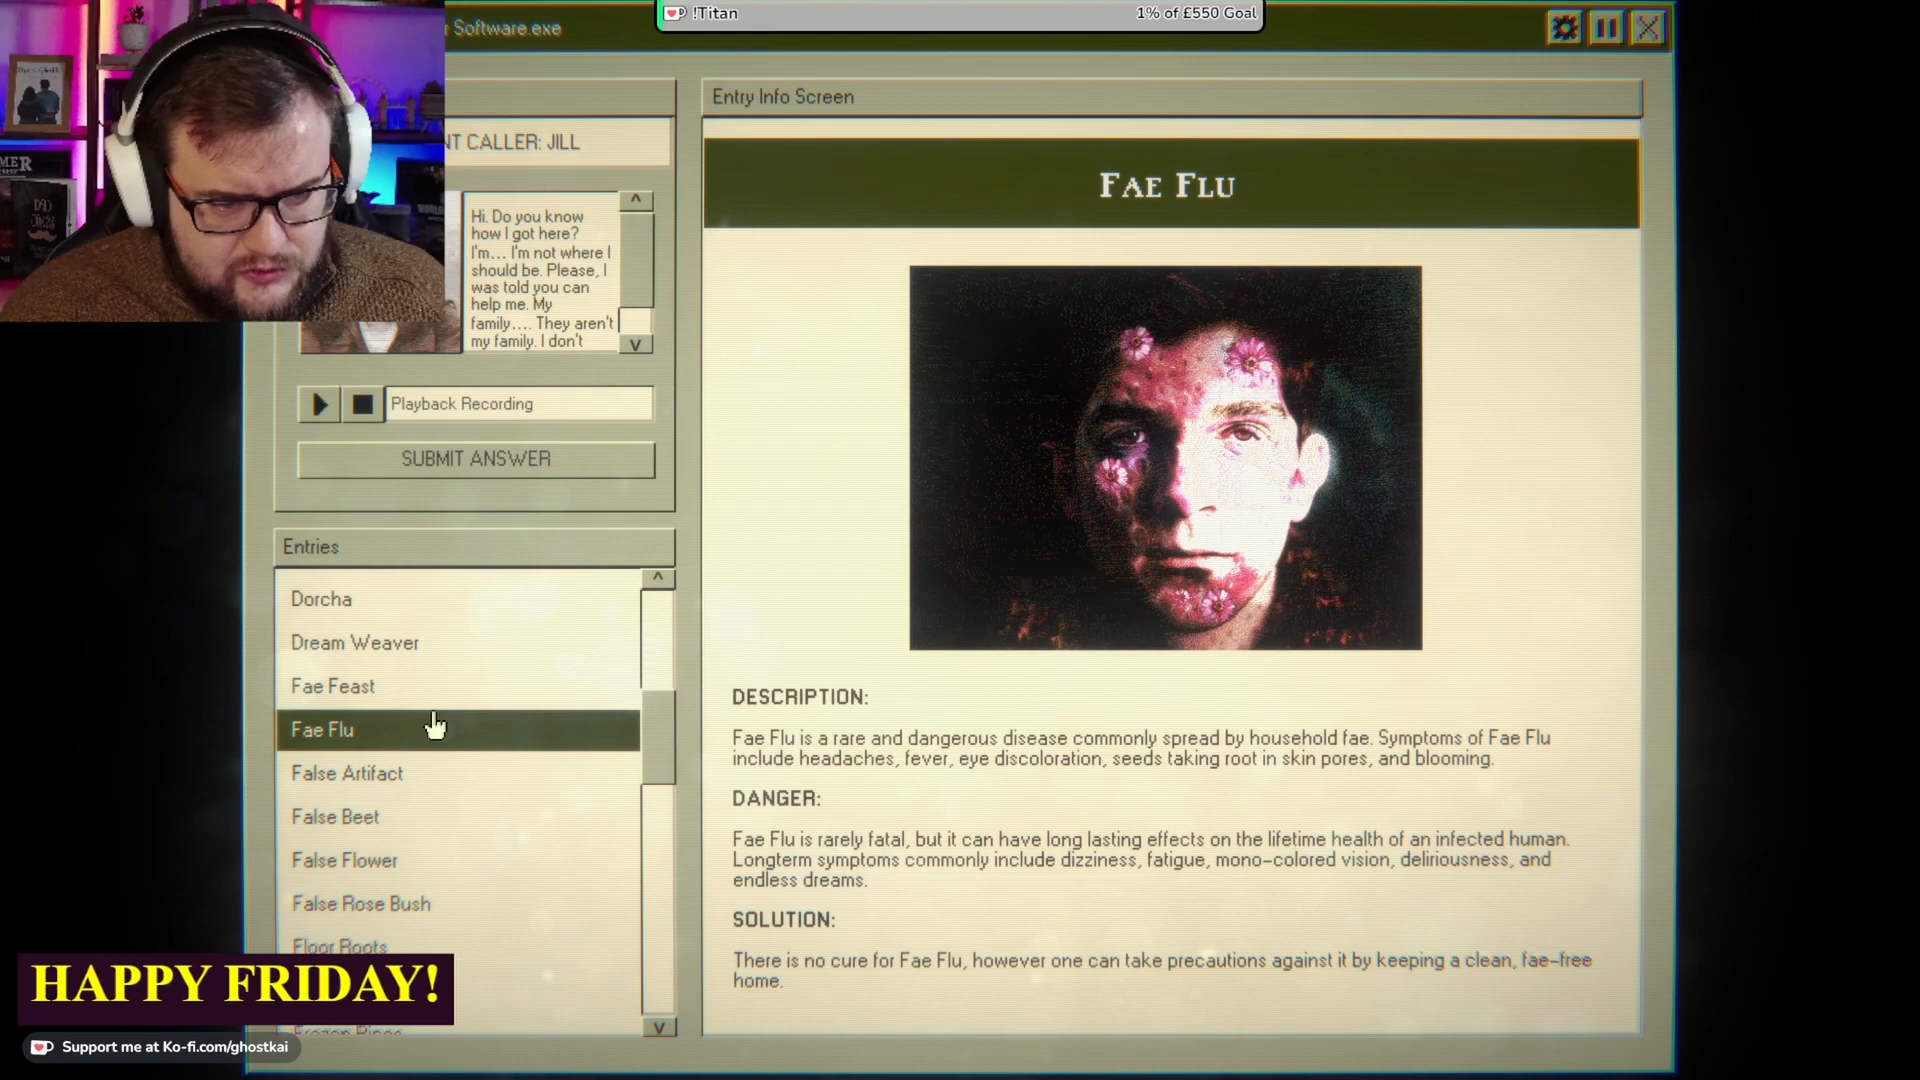 !Titan
1% of £550 Goal
r Software.exe
NT CALLER: JILL
Hi. Do you know
how I got here?
I'm... I'm not where I
should be. Please, I
was told you can
help me. My
family.... They aren't
my family. I don't
Playback Recording
SUBMIT ANSWER
Entries
Dorcha
Dream Weaver
Fae Feast
Fae Flu
False Artifact
False Beet
False Flower
False Rose Bush
Floor Roots
Entry Info Screen
FAE FLU
DESCRIPTION:
Fae Flu is a rare and dangerous disease commonly spread by household fae. Symptoms of Fae Flu
include headaches, fever, eye discoloration, seeds taking root in skin pores, and blooming.
DANGER:
Fae Flu is rarely fatal, but it can have long lasting effects on the lifetime health of an infected human.
Longterm symptoms commonly include dizziness, fatigue, mono-colored vision, deliriousness, and
endless dreams.
SOLUTION:
There is no cure for Fae Flu, however one can take precautions against it by keeping a clean, fae-free
home.
HAPPY FRIDAY!
Support me at Ko-fi.com/ghostkai